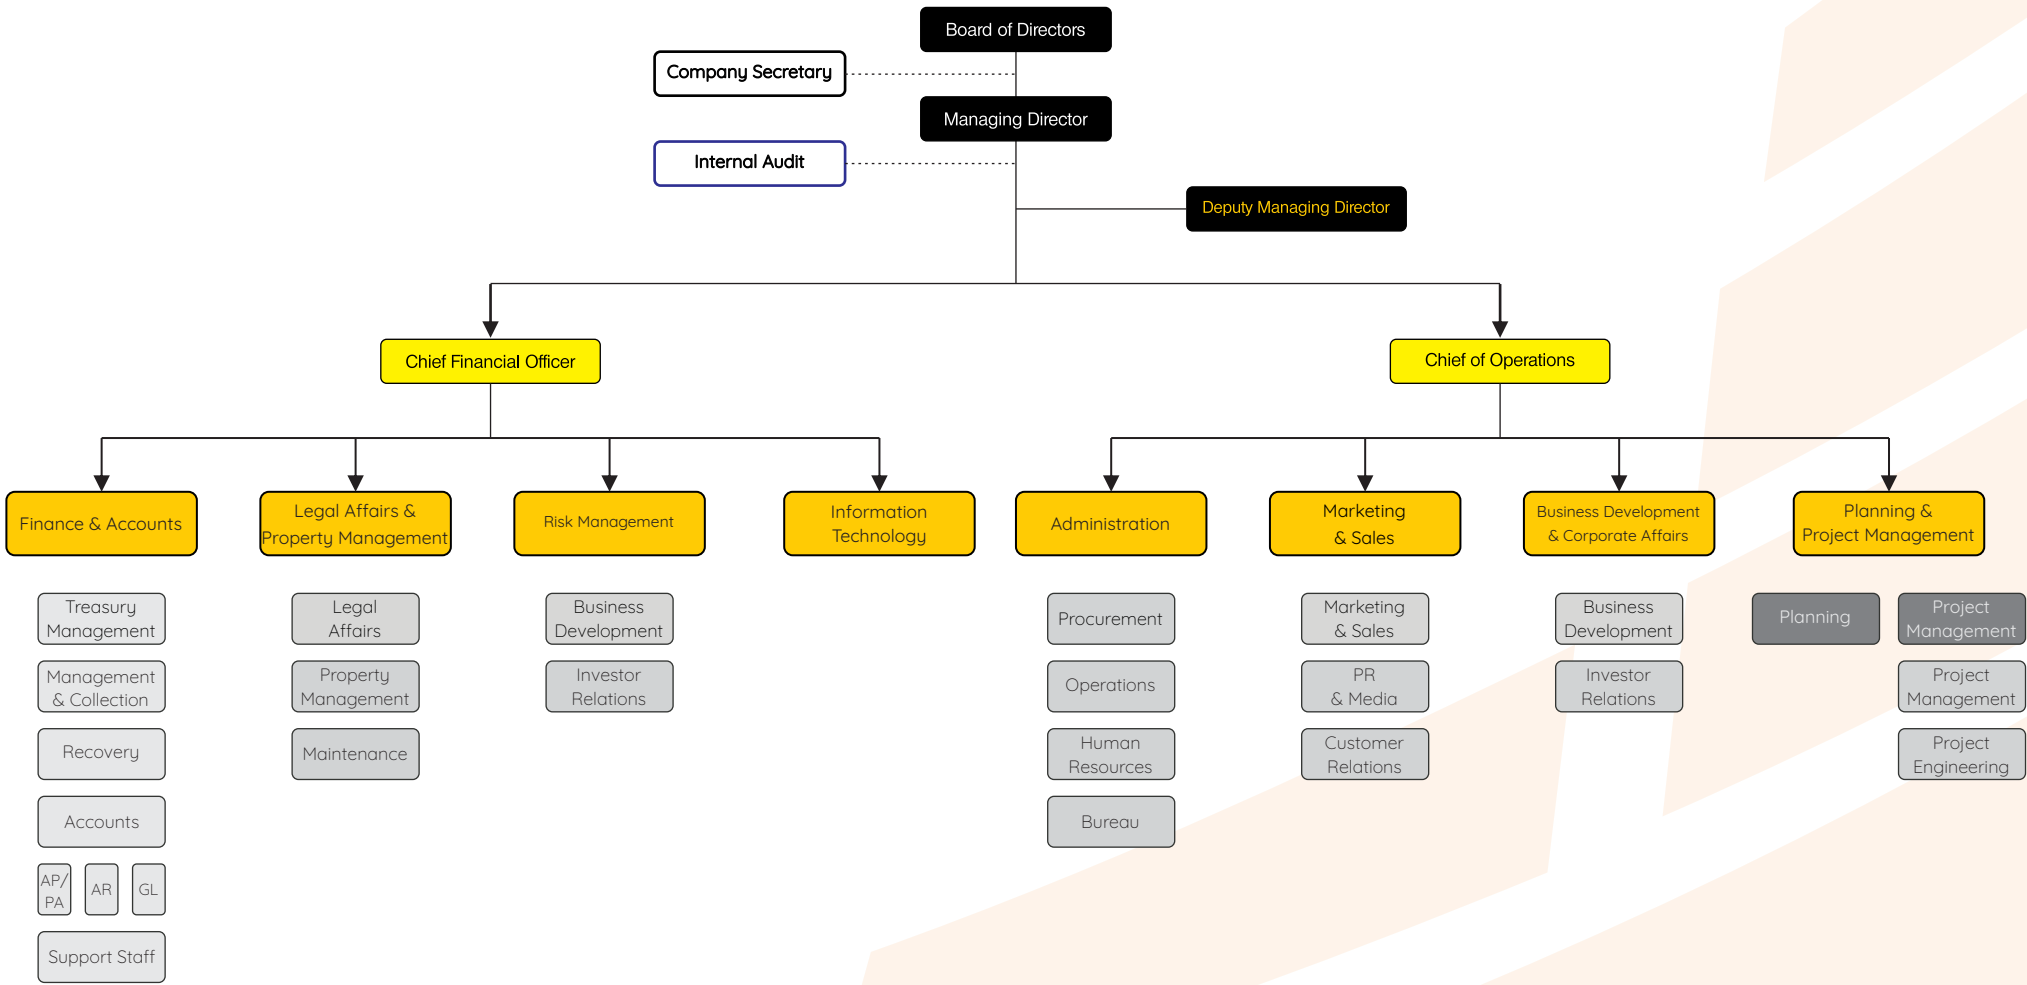 Board of Directors
Company Secretary
Managing Director
Internal Audit
Deputy Managing Director
Chief Financial Officer
Chief of Operations
Finance & Accounts
Legal Affairs &
Property Management
Risk Management
Information
Technology
Administration
Marketing
& Sales
Business Development
& Corporate Affairs
Planning &
Project Management
Treasury
Management
Management
& Collection
Recovery
Accounts
AP/
PA
AR
GL
Support Staff
Legal
Affairs
Property
Management
Maintenance
Business
Development
Investor
Relations
Procurement
Operations
Human
Resources
Bureau
Marketing
& Sales
PR
& Media
Customer
Relations
Business
Development
Investor
Relations
Planning
Project
Management
Project
Management
Project
Engineering